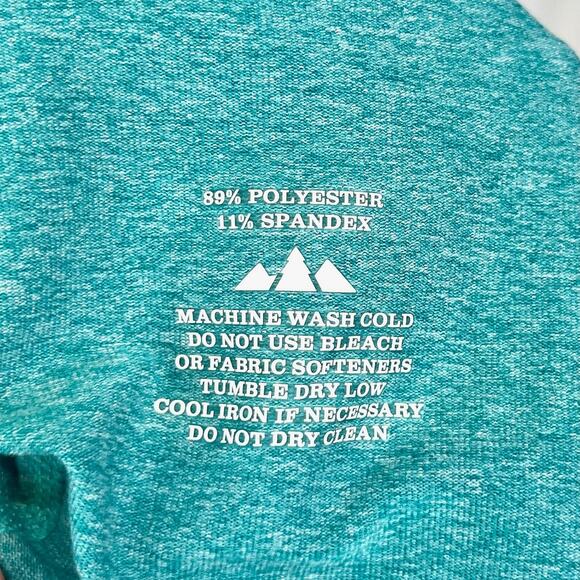 89% POLYESTER
11% SPANDEX
MACHINE WASH COLD
DO NOT USE BLEACH
OR FABRIC SOFTENERS
TUMBLE DRY LOW
COOL IRON IF NECESSARY
DO NOT DRY CLEAN